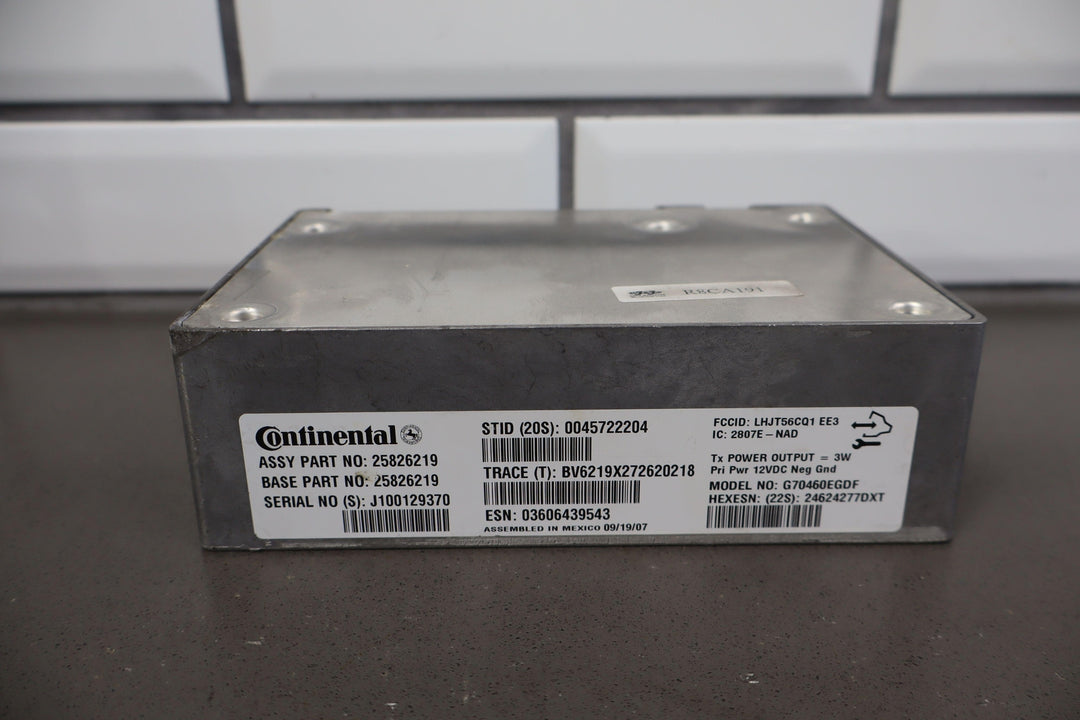 R8CA191
Continental
ASSY PART NO: 25826219
BASE PART NO: 25826219
SERIAL NO (S): J100129370
STID (20S): 0045722204
TRACE (T): BV6219X272620218
ESN: 03606439543
ASSEMBLED IN MEXICO 09/19/07
FCCID: LHJT56CQ1 EE3
IC: 2807E-NAD
Tx POWER OUTPUT = 3W
Pri Pwr 12VDC Neg Gnd
MODEL NO: G70460EGDF
HEXESN: (22S): 24624277DXT